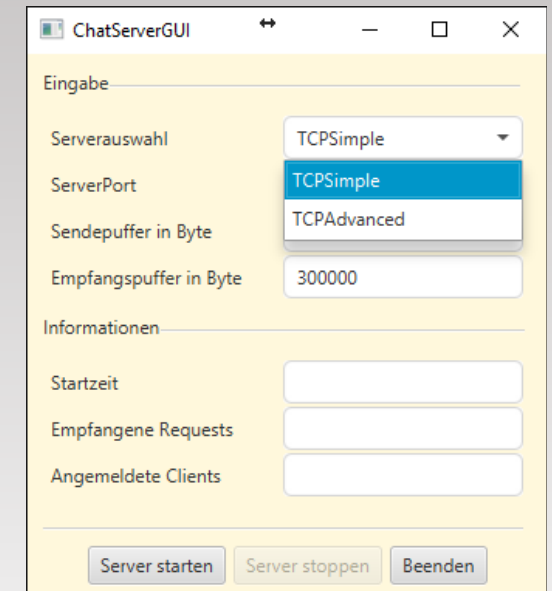 ChatServerGUI
Eingabe
Serverauswahl TCPSimple
ServerPort TCPSimple
Sendepuffer in Byte TCPAdvanced
Empfangspuffer in Byte 300000
Informationen
Startzeit
Empfangene Requests
Angemeldete Clients
Server starten Server stoppen Beenden